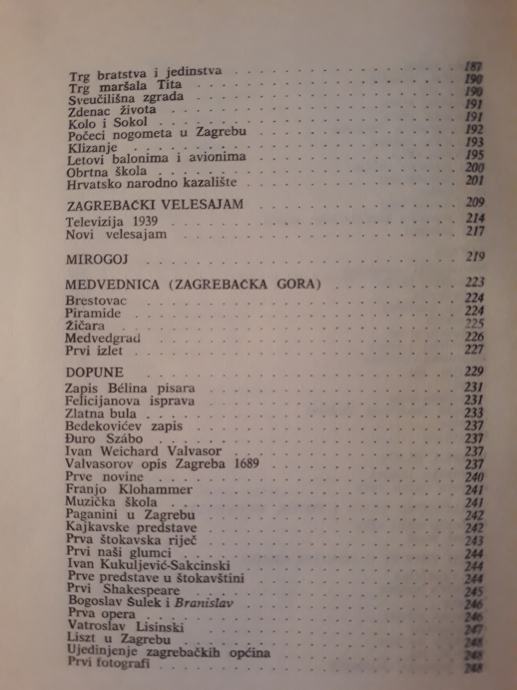 Trg bratstva i jedinstva . . . . . . . . . . . . . . . . 187
Trg maršala Tita . . . . . . . . . . . . . . . . 190
Sveučilišna zgrada . . . . . . . . . . . . . . . . 190
Zdenac života . . . . . . . . . . . . . . . . 191
Kolo i Sokol . . . . . . . . . . . . . . . . 191
Počeci nogometa u Zagrebu . . . . . . . . . . . . . . . . 192
Klizanje . . . . . . . . . . . . . . . . 193
Letovi balonima i avionima . . . . . . . . . . . . . . . . 195
Obrtna škola . . . . . . . . . . . . . . . . 200
Hrvatsko narodno kazalište . . . . . . . . . . . . . . . . 201
ZAGREBAČKI VELESAJAM . . . . . . . . . . . . . . . . 209
Televizija 1939 . . . . . . . . . . . . . . . . 214
Novi velesajam . . . . . . . . . . . . . . . . 217
MIROGOJ . . . . . . . . . . . . . . . . 219
MEDVEDNICA (ZAGREBAČKA GORA) . . . . . . . . . . . . . . . . 223
Brestovac . . . . . . . . . . . . . . . . 224
Piramide . . . . . . . . . . . . . . . . 224
Žičara . . . . . . . . . . . . . . . . 225
Medvedgrad . . . . . . . . . . . . . . . . 226
Prvi izlet . . . . . . . . . . . . . . . . 227
DOPUNE . . . . . . . . . . . . . . . . 229
Zapis Bélina pisara . . . . . . . . . . . . . . . . 231
Felicijanova isprava . . . . . . . . . . . . . . . . 231
Zlatna bula . . . . . . . . . . . . . . . . 233
Bedekovićev zapis . . . . . . . . . . . . . . . . 237
Đuro Szábo . . . . . . . . . . . . . . . . 237
Ivan Weichard Valvasor . . . . . . . . . . . . . . . . 237
Valvasorov opis Zagreba 1689 . . . . . . . . . . . . . . . . 237
Prve novine . . . . . . . . . . . . . . . . 240
Franjo Klohammer . . . . . . . . . . . . . . . . 241
Muzička škola . . . . . . . . . . . . . . . . 241
Paganini u Zagrebu . . . . . . . . . . . . . . . . 242
Kajkavske predstave . . . . . . . . . . . . . . . . 242
Prva štokavska riječ . . . . . . . . . . . . . . . . 243
Prvi naši glumci . . . . . . . . . . . . . . . . 244
Ivan Kukuljević-Sakcinski . . . . . . . . . . . . . . . . 244
Prve predstave u štokavštini . . . . . . . . . . . . . . . . 244
Prvi Shakespeare . . . . . . . . . . . . . . . . 245
Bogoslav Šulek i Branislav . . . . . . . . . . . . . . . . 246
Prva opera . . . . . . . . . . . . . . . . 246
Vatroslav Lisinski . . . . . . . . . . . . . . . . 247
Liszt u Zagrebu . . . . . . . . . . . . . . . . 248
Ujedinjenje zagrebačkih općina . . . . . . . . . . . . . . . . 248
Prvi fotografi . . . . . . . . . . . . . . . . 248